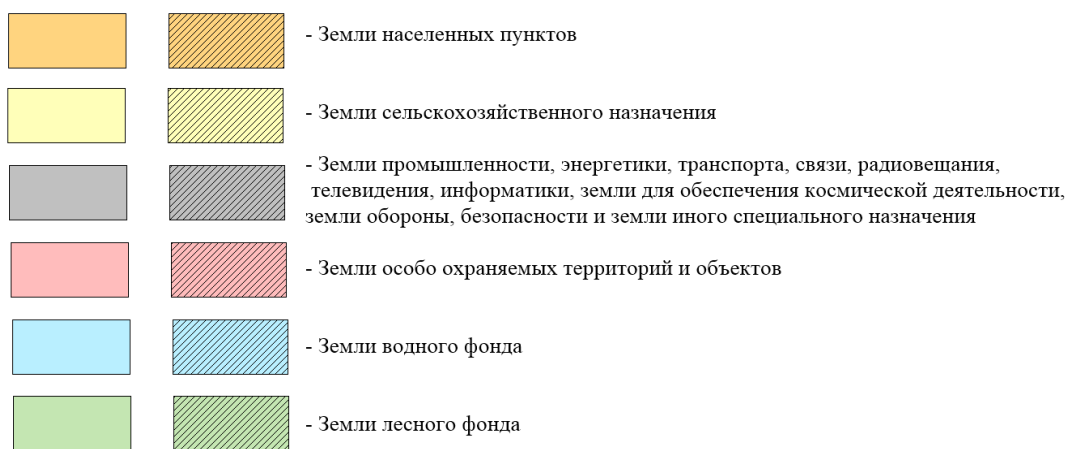 - Земли населенных пунктов
- Земли сельскохозяйственного назначения
- Земли промышленности, энергетики, транспорта, связи, радиовещания,
телевидения, информатики, земли для обеспечения космической деятельности,
земли обороны, безопасности и земли иного специального назначения
- Земли особо охраняемых территорий и объектов
- Земли водного фонда
- Земли лесного фонда